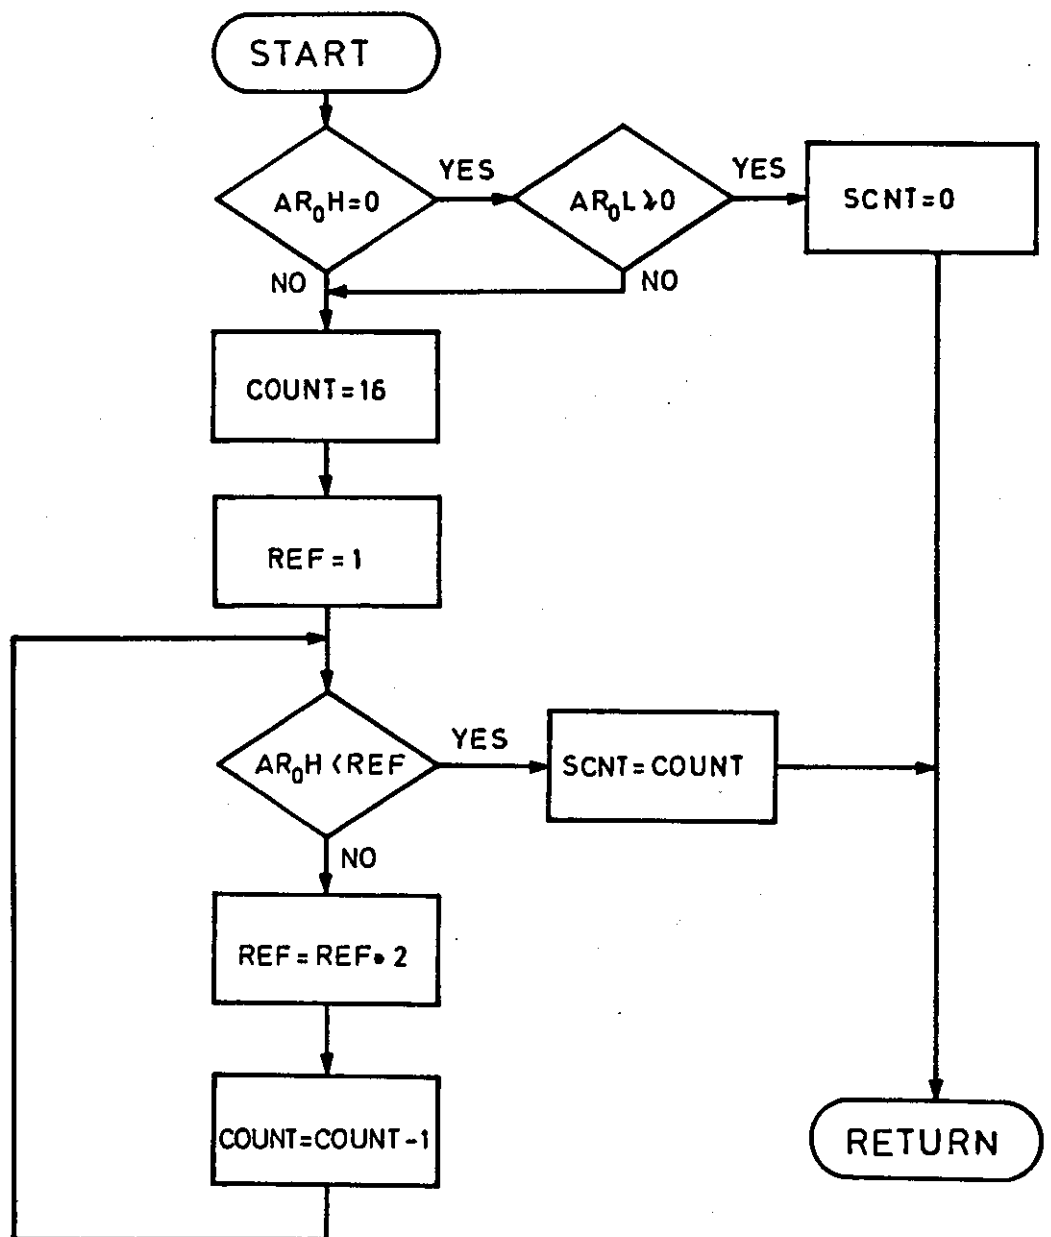 START
AR₀H=0
YES
AR₀L≥0
YES
SCNT=0
NO
NO
COUNT=16
REF=1
AR₀H<REF
YES
SCNT=COUNT
NO
REF=REF•2
COUNT=COUNT-1
RETURN